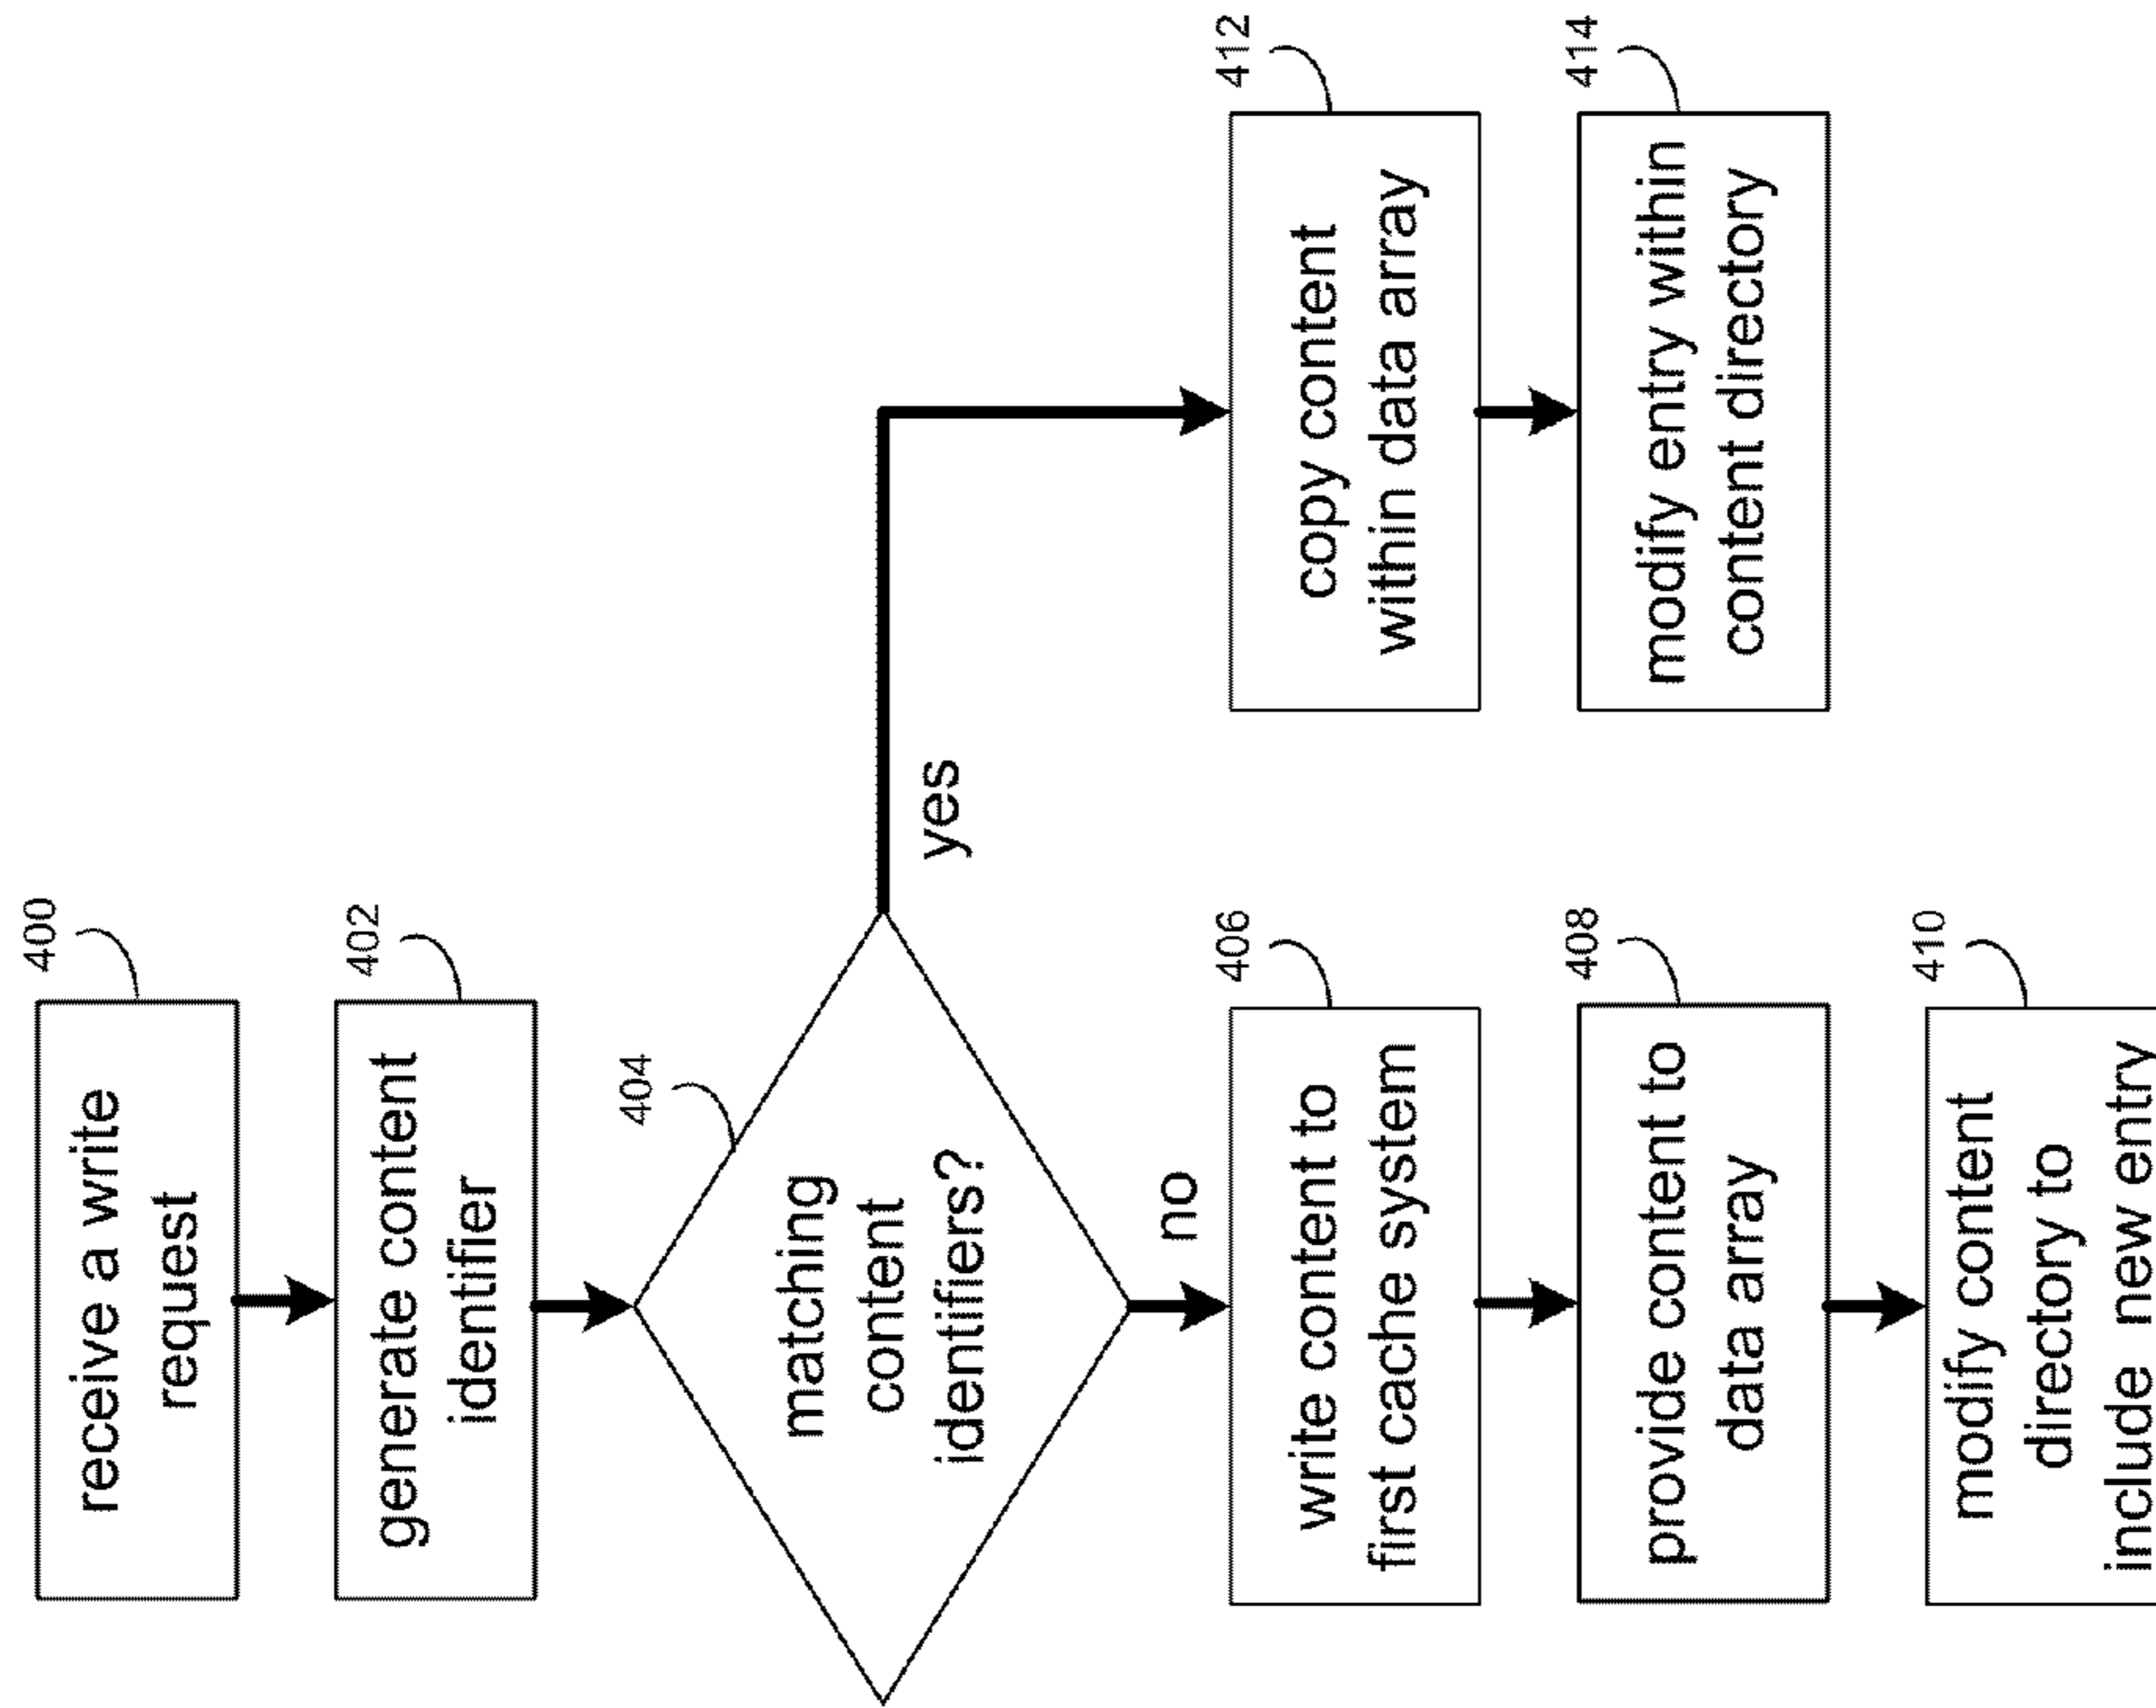 400
receive a write
request
402
generate content
identifier
404
matching
content
identifiers?
yes
no
406
write content to
first cache system
408
provide content to
data array
410
modify content
directory to
include new entry
412
copy content
within data array
414
modify entry within
content directory